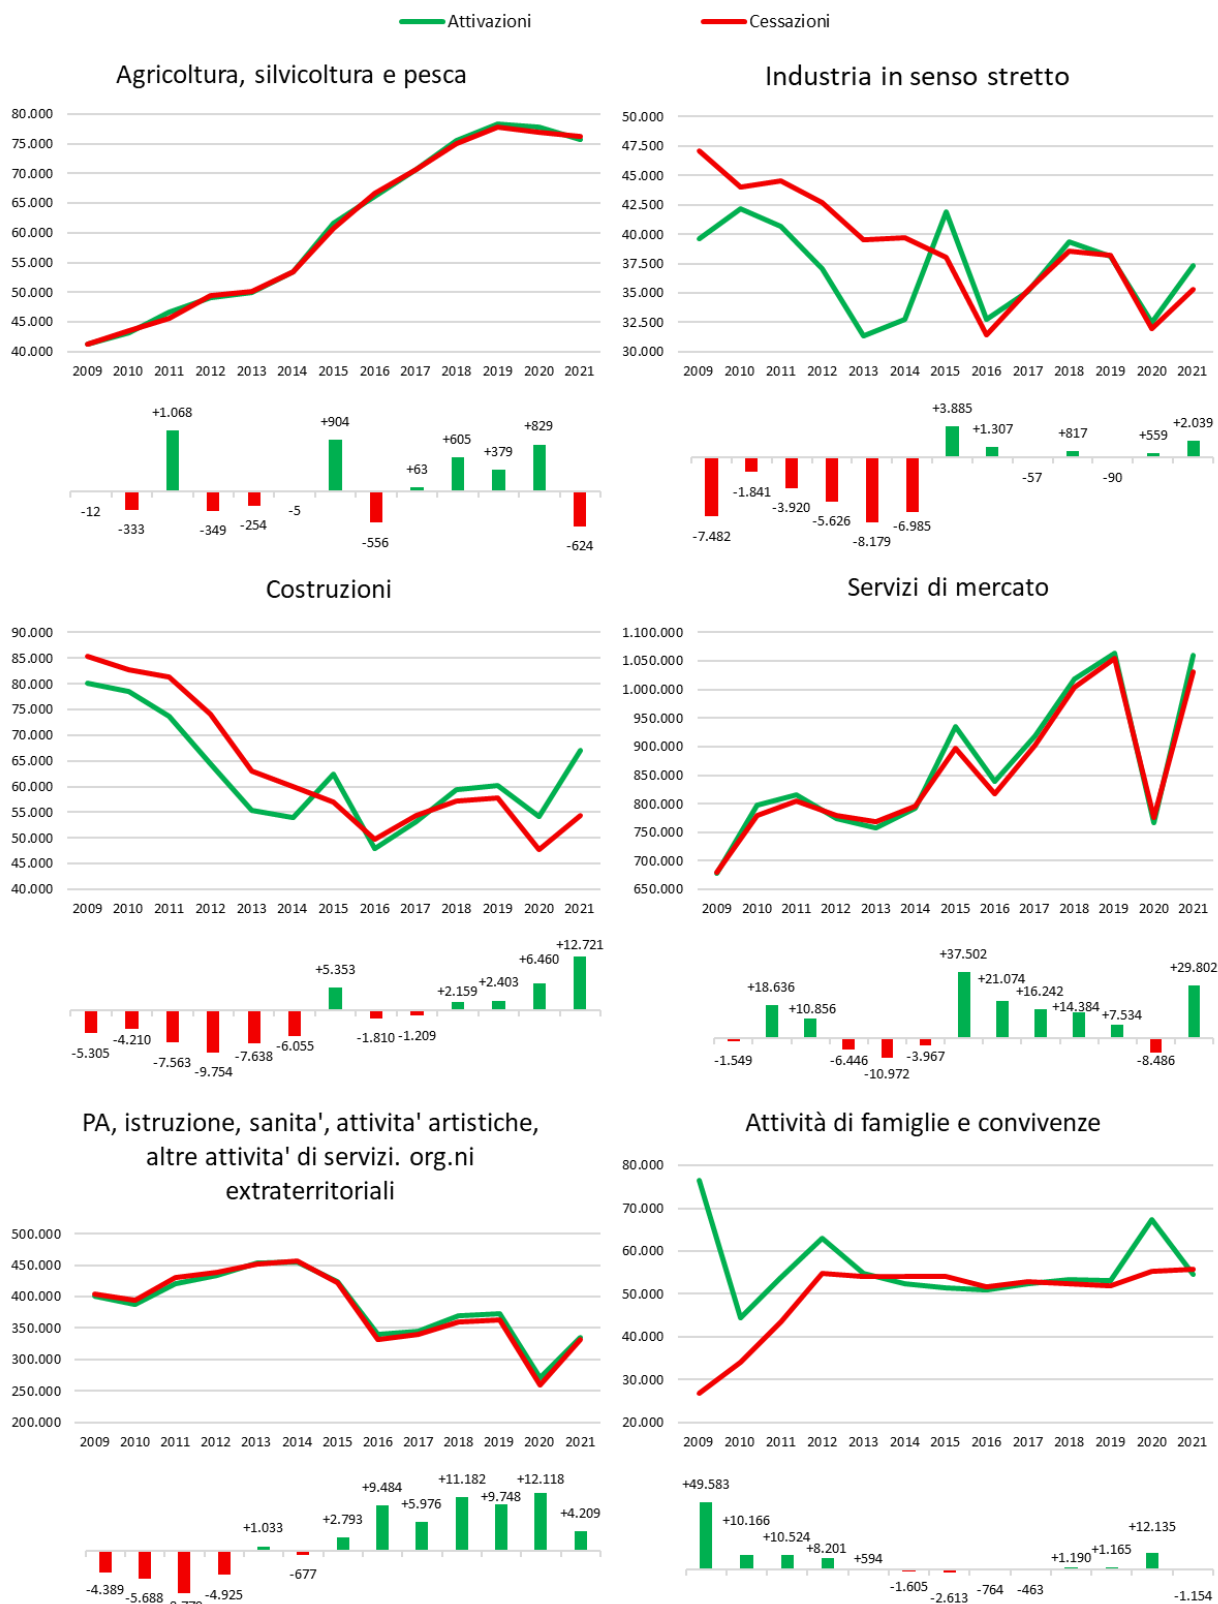 Attivazioni Cessazioni
Agricoltura, silvicoltura e pesca
80.000
75.000
70.000
65.000
60.000
55.000
50.000
45.000
40.000
2009 2010 2011 2012 2013 2014 2015 2016 2017 2018 2019 2020 2021
-12 -333 +1.068 -349 -254 -5 +904 -556 +63 +605 +379 +829 -624
Industria in senso stretto
50.000
47.500
45.000
42.500
40.000
37.500
35.000
32.500
30.000
2009 2010 2011 2012 2013 2014 2015 2016 2017 2018 2019 2020 2021
-7.482 -1.841 -3.920 -5.626 -8.179 -6.985 +3.885 +1.307 -57 +817 -90 +559 +2.039
Costruzioni
90.000
85.000
80.000
75.000
70.000
65.000
60.000
55.000
50.000
45.000
40.000
2009 2010 2011 2012 2013 2014 2015 2016 2017 2018 2019 2020 2021
-5.305 -4.210 -7.563 -9.754 -7.638 -6.055 +5.353 -1.810 -1.209 +2.159 +2.403 +6.460 +12.721
Servizi di mercato
1.100.000
1.050.000
1.000.000
950.000
900.000
850.000
800.000
750.000
700.000
650.000
2009 2010 2011 2012 2013 2014 2015 2016 2017 2018 2019 2020 2021
-1.549 +18.636 +10.856 -6.446 -10.972 -3.967 +37.502 +21.074 +16.242 +14.384 +7.534 -8.486 +29.802
PA, istruzione, sanita', attivita' artistiche,
altre attivita' di servizi. org.ni
extraterritoriali
500.000
450.000
400.000
350.000
300.000
250.000
200.000
2009 2010 2011 2012 2013 2014 2015 2016 2017 2018 2019 2020 2021
-4.389 -5.688 -4.925 +1.033 -677 +2.793 +9.484 +5.976 +11.182 +9.748 +12.118 +4.209
Attività di famiglie e convivenze
80.000
70.000
60.000
50.000
40.000
30.000
20.000
2009 2010 2011 2012 2013 2014 2015 2016 2017 2018 2019 2020 2021
+49.583 +10.166 +10.524 +8.201 +594 -1.605 -2.613 -764 -463 +1.190 +1.165 +12.135 -1.154